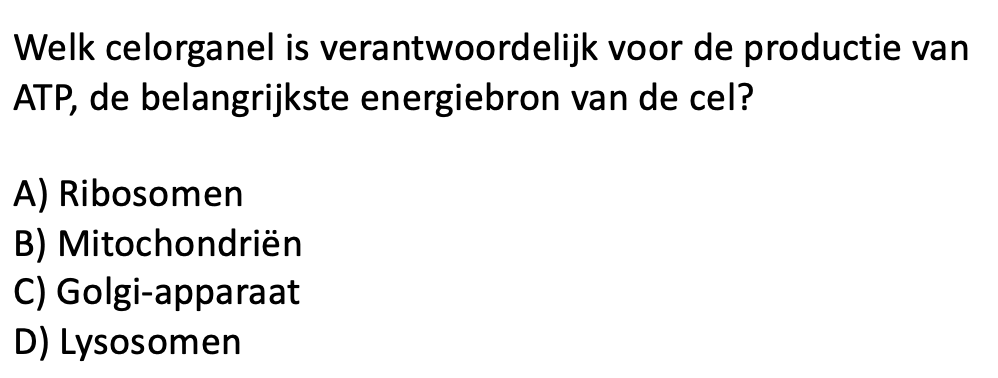 Welk celorganel is verantwoordelijk voor de productie van
ATP, de belangrijkste energiebron van de cel?
A) Ribosomen
B) Mitochondriën
C) Golgi-apparaat
D) Lysosomen